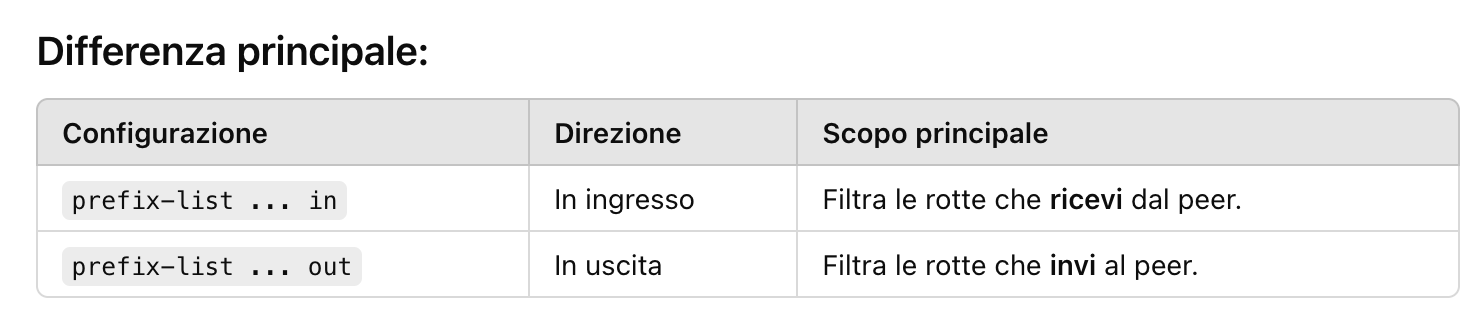 Differenza principale:
Configurazione Direzione Scopo principale
prefix-list ... in In ingresso Filtra le rotte che ricevi dal peer.
prefix-list ... out In uscita Filtra le rotte che invi al peer.